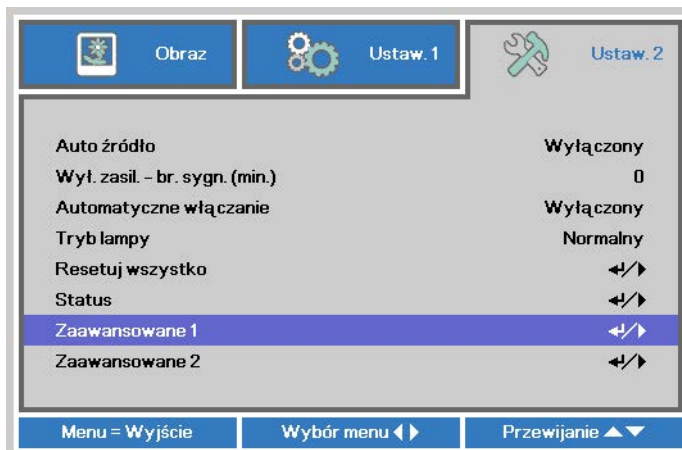 Obraz
Ustaw. 1
Ustaw. 2
Auto źródło Wyłączony
Wył. zasil. – br. sygn. (min.) 0
Automatyczne włączanie Wyłączony
Tryb lampy Normalny
Resetuj wszystko
Status
Zaawansowane 1
Zaawansowane 2
Menu = Wyjście
Wybór menu
Przewijanie